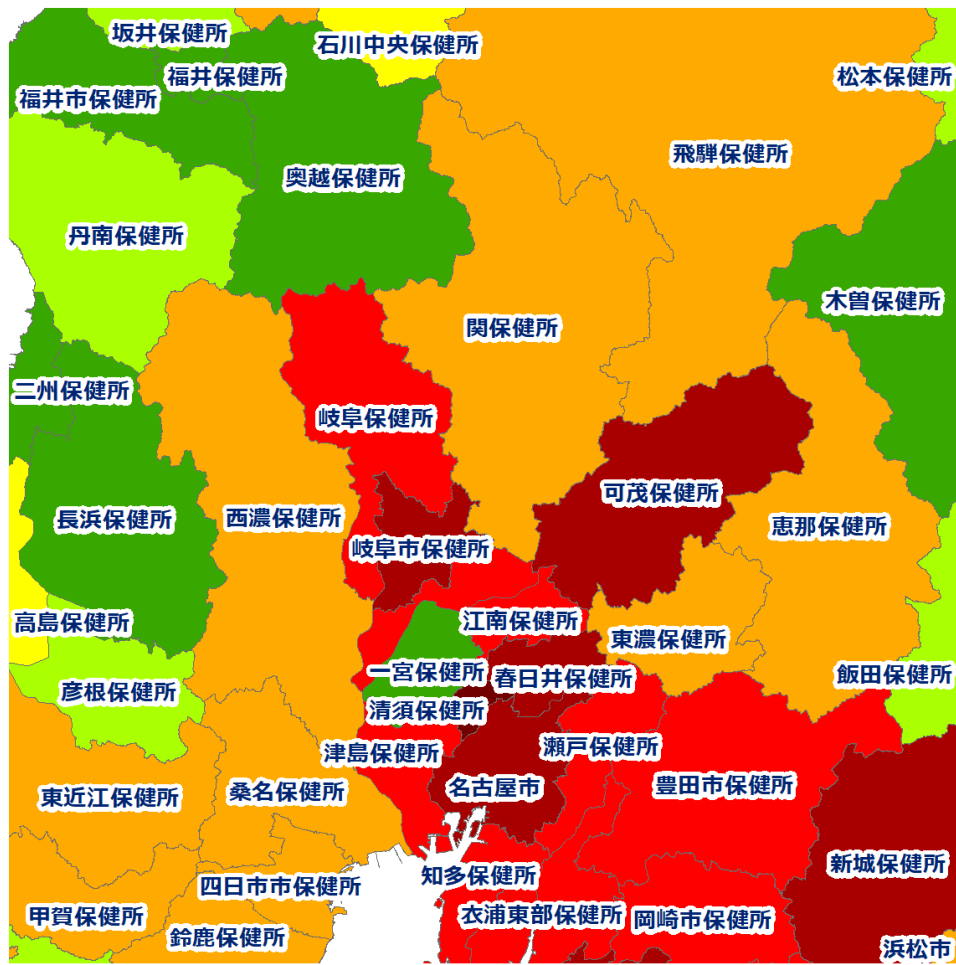 坂井保健所
石川中央保健所
福井保健所
松本保健所
福井市保健所
飛騨保健所
奥越保健所
丹南保健所
木曽保健所
関保健所
二州保健所
岐阜保健所
可茂保健所
長浜保健所
西濃保健所
恵那保健所
岐阜市保健所
高島保健所
江南保健所
東濃保健所
一宮保健所
春日井保健所
飯田保健所
彦根保健所
清須保健所
津島保健所
瀬戸保健所
名古屋市
豊田市保健所
東近江保健所
桑名保健所
新城保健所
知多保健所
四日市市保健所
甲賀保健所
衣浦東部保健所
岡崎市保健所
鈴鹿保健所
浜松市